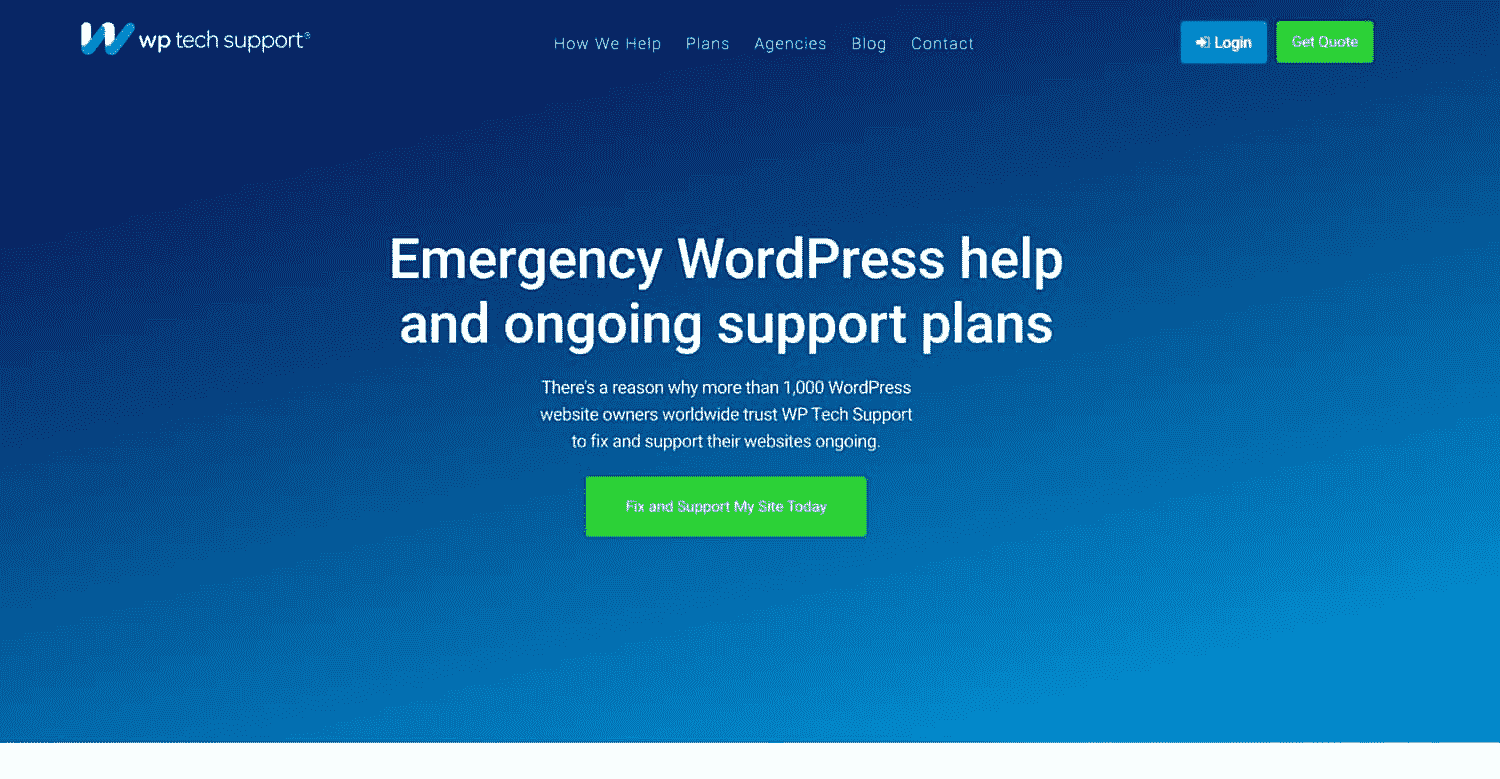 wp tech support®
How We Help Plans Agencies Blog Contact
Login
Get Quote
Emergency WordPress help
and ongoing support plans
There's a reason why more than 1,000 WordPress
website owners worldwide trust WP Tech Support
to fix and support their websites ongoing.
Fix and Support My Site Today